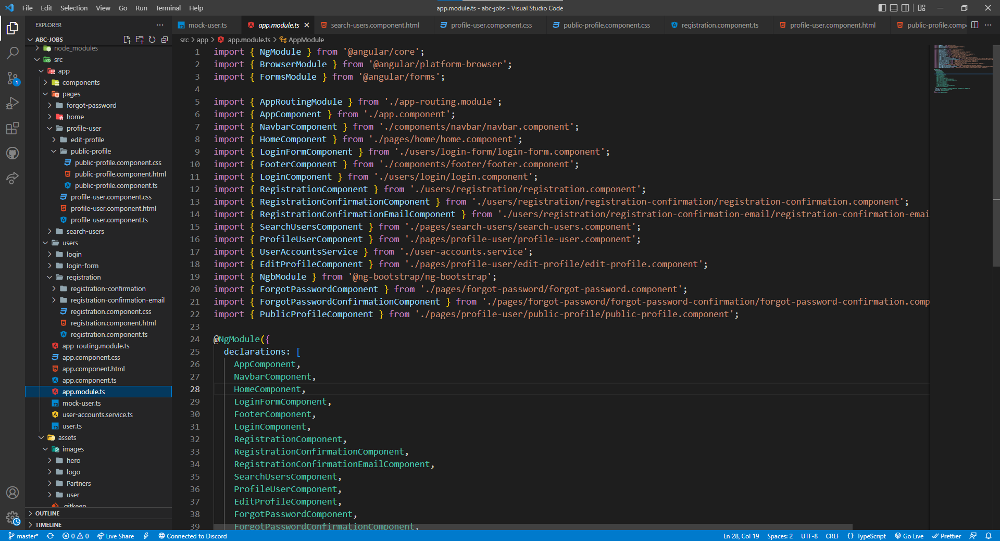 File Edit Selection View Go Run Terminal Help
app.module.ts - abc-jobs - Visual Studio Code
EXPLORER
ABC-JOBS
node_modules
src
app
components
pages
forgot-password
home
profile-user
edit-profile
public-profile
public-profile.component.css
public-profile.component.html
public-profile.component.ts
profile-user.component.css
profile-user.component.html
profile-user.component.ts
search-users
users
login
login-form
registration
registration-confirmation
registration-confirmation-email
registration.component.css
registration.component.html
registration.component.ts
app-routing.module.ts
app.component.css
app.component.html
app.component.ts
app.module.ts
mock-user.ts
user-accounts.service.ts
user.ts
assets
images
hero
logo
Partners
user
.gitkeep
OUTLINE
TIMELINE
1
mock-user.ts app.module.ts search-users.component.html profile-user.component.css public-profile.component.css registration.component.ts profile-user.component.html public-profile.comp
src > app > app.module.ts > AppModule
1 import { NgModule } from '@angular/core';
2 import { BrowserModule } from '@angular/platform-browser';
3 import { FormsModule } from '@angular/forms';
4
5 import { AppRoutingModule } from './app-routing.module';
6 import { AppComponent } from './app.component';
7 import { NavbarComponent } from './components/navbar/navbar.component';
8 import { HomeComponent } from './pages/home/home.component';
9 import { LoginFormComponent } from './users/login-form/login-form.component';
10 import { FooterComponent } from './components/footer/footer.component';
11 import { LoginComponent } from './users/login/login.component';
12 import { RegistrationComponent } from './users/registration/registration.component';
13 import { RegistrationConfirmationComponent } from './users/registration/registration-confirmation/registration-confirmation.component';
14 import { RegistrationConfirmationEmailComponent } from './users/registration/registration-confirmation-email/registration-confirmation-emai
15 import { SearchUsersComponent } from './pages/search-users/search-users.component';
16 import { ProfileUserComponent } from './pages/profile-user/profile-user.component';
17 import { UserAccountsService } from './user-accounts.service';
18 import { EditProfileComponent } from './pages/profile-user/edit-profile/edit-profile.component';
19 import { NgbModule } from '@ng-bootstrap/ng-bootstrap';
20 import { ForgotPasswordComponent } from './pages/forgot-password/forgot-password.component';
21 import { ForgotPasswordConfirmationComponent } from './pages/forgot-password/forgot-password-confirmation/forgot-password-confirmation.comp
22 import { PublicProfileComponent } from './pages/profile-user/public-profile/public-profile.component';
23
24 @NgModule({
25 declarations: [
26 AppComponent,
27 NavbarComponent,
28 HomeComponent,
29 LoginFormComponent,
30 FooterComponent,
31 LoginComponent,
32 RegistrationComponent,
33 RegistrationConfirmationComponent,
34 RegistrationConfirmationEmailComponent,
35 SearchUsersComponent,
36 ProfileUserComponent,
37 EditProfileComponent,
38 ForgotPasswordComponent,
39 ForgotPasswordConfirmationComponent,
master* 0 0 Live Share Connected to Discord Ln 28, Col 19 Spaces: 2 UTF-8 CRLF {} TypeScript Go Live Prettier